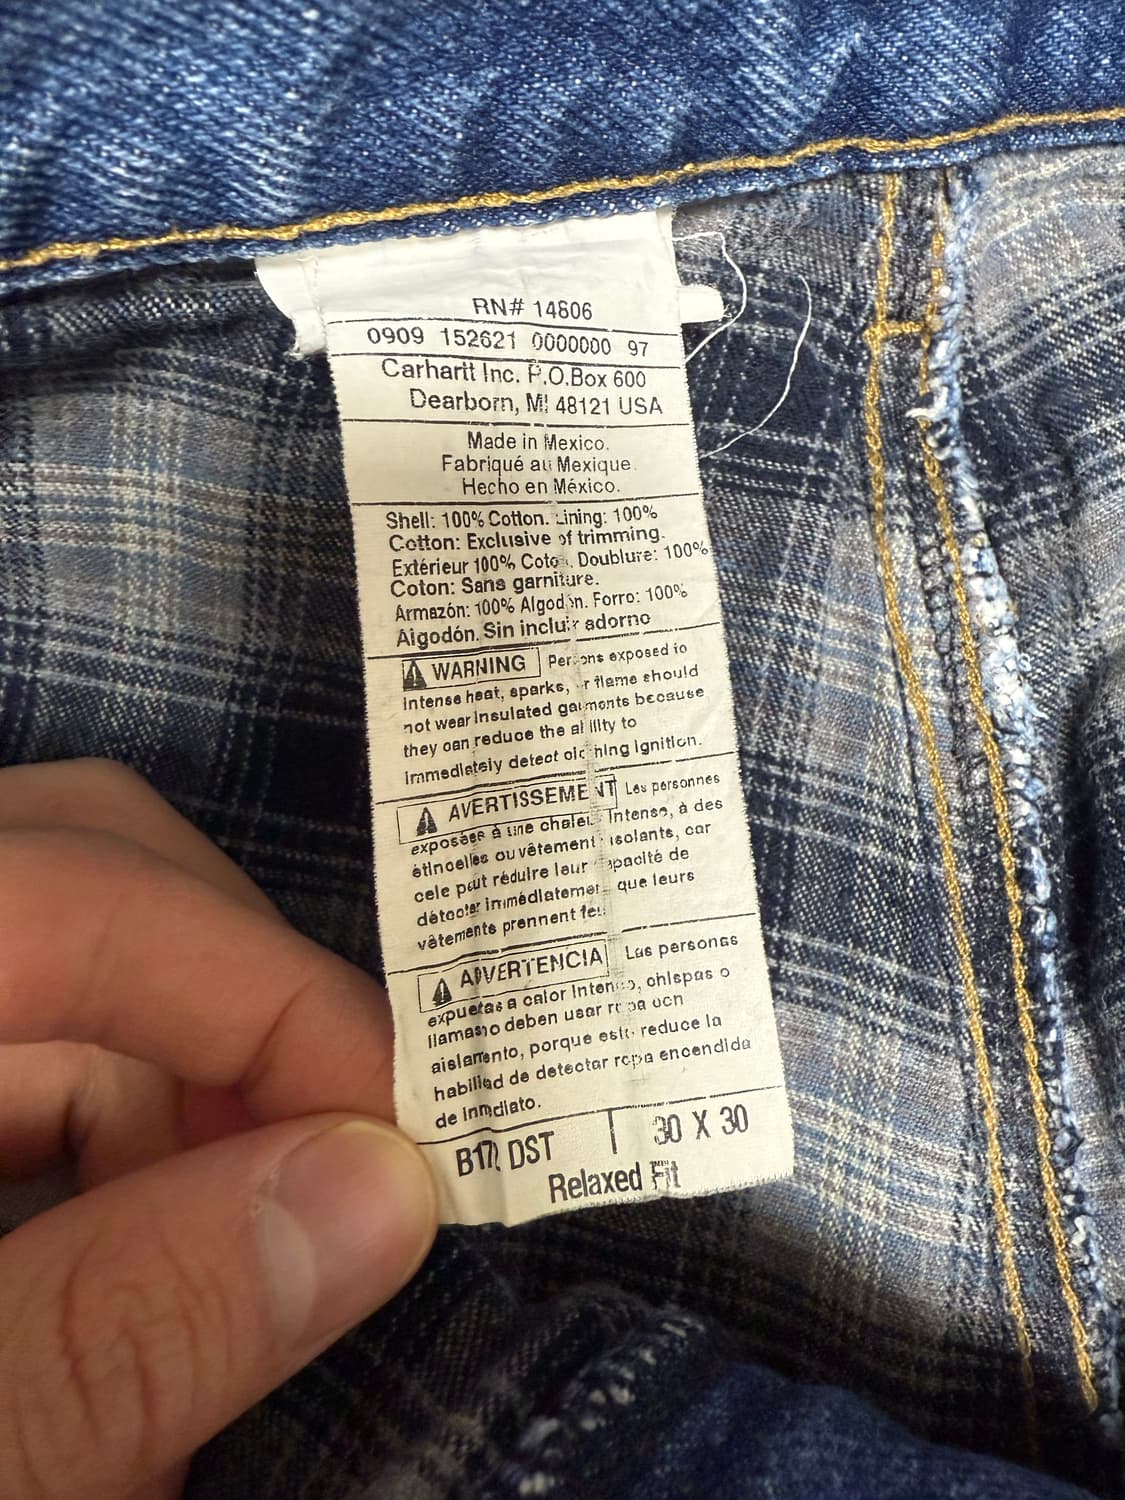 RN# 14806
0909 152621 0000000 97
Carhartt Inc. P.O.Box 600
Dearborn, MI 48121 USA
Made in Mexico.
Fabriqué au Mexique.
Hecho en México.
Shell: 100% Cotton. Lining: 100%
Cotton: Exclusive of trimming.
Extérieur 100% Coton. Doublure: 100%
Coton: Sans garniture.
Armazón: 100% Algodón. Forro: 100%
Algodón. Sin incluir adorno
WARNING Persons exposed to
intense heat, sparks, or flame should
not wear insulated garments because
they can reduce the ability to
immediately detect clothing ignition.
AVERTISSEMENT Les personnes
exposées à une chaleur intense, à des
étincelles ou vêtement isolants, car
cele peut réduire leur capacité de
détecter immédiatement que leurs
vêtements prennent feu.
ADVERTENCIA Las personas
expuetas a calor intenso, chispas o
llamas no deben usar ropa con
aislamento, porque esto reduce la
habilidad de detectar ropa encendida
de inmdiato.
DST 30 X 30
Relaxed Fit